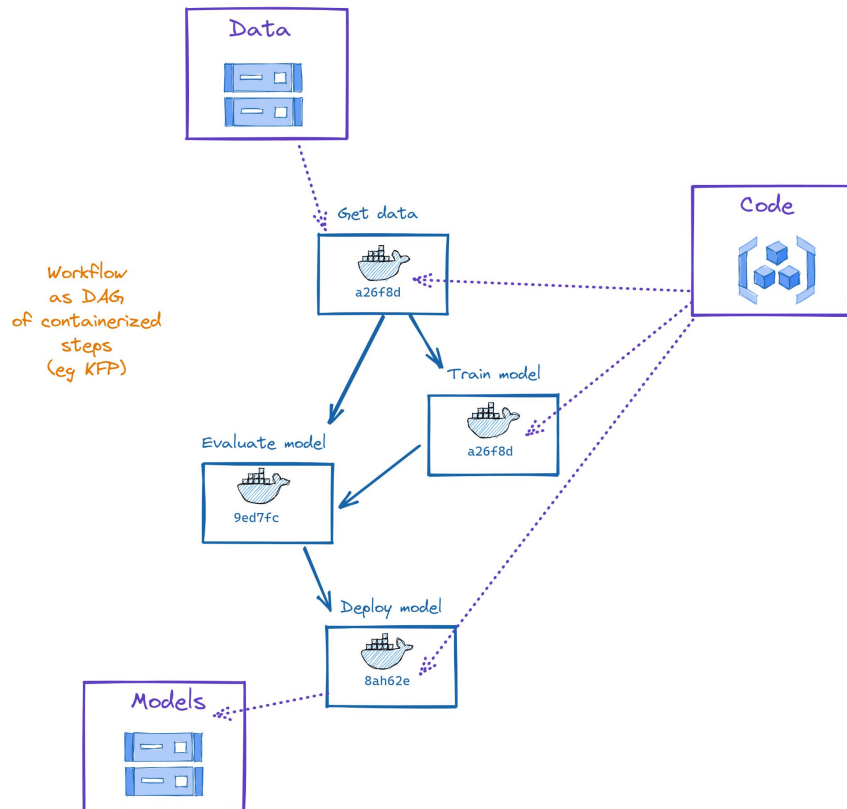 Data
Get data
a26f8d
Code
Workflow
as DAG
of containerized
steps
(eg KFP)
Train model
a26f8d
Evaluate model
9ed7fc
Deploy model
8ah62e
Models